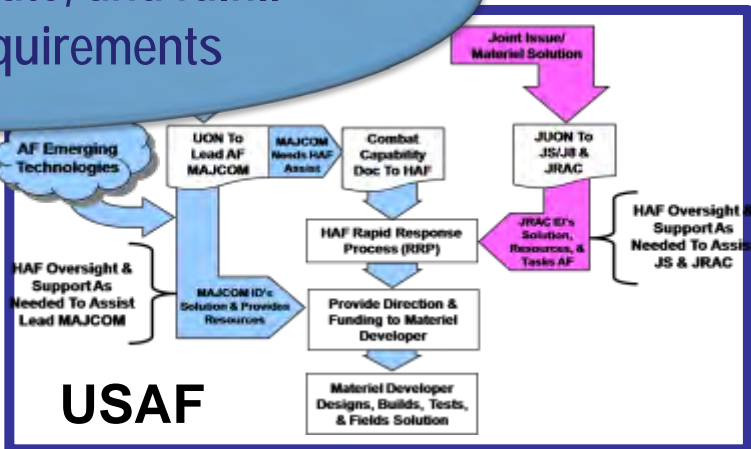 Joint Issue/
Materiel Solution
AF Emerging
Technologies
UON To
Lead AF
MAJCOM
MAJCOM
Needs HAF
Assist
Combat
Capability
Doc To HAF
JUON To
JS/J8 &
JRAC
HAF Rapid Response
Process (RRP)
JRAC ID's
Solution,
Resources, &
Tasks AF
HAF Oversight &
Support As
Needed To Assis
JS & JRAC
HAF Oversight &
Support As
Needed To Assist
Lead MAJCOM
MAJCOM ID's
Solution & Provides
Resources
Provide Direction &
Funding to Materiel
Developer
Materiel Developer
Designs, Builds, Tests,
& Fields Solution
USAF